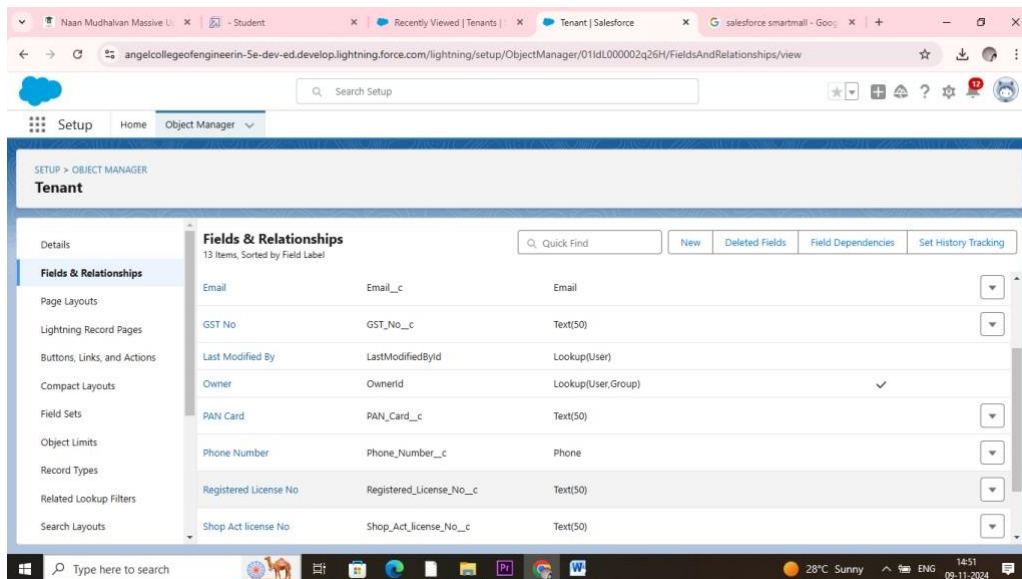 Naan Mudhalvan Massive U
- Student
Recently Viewed | Tenants |
Tenant | Salesforce
salesforce smartmall - Goog
angelcollegeofengineerin-5e-dev-ed.develop.lightning.force.com/lightning/setup/ObjectManager/01IdL000002q26H/FieldsAndRelationships/view
Search Setup
12
Setup Home Object Manager
SETUP > OBJECT MANAGER
Tenant
Details
Fields & Relationships
Page Layouts
Lightning Record Pages
Buttons, Links, and Actions
Compact Layouts
Field Sets
Object Limits
Record Types
Related Lookup Filters
Search Layouts
Fields & Relationships
13 Items, Sorted by Field Label
Quick Find
New Deleted Fields Field Dependencies Set History Tracking
Email Email__c Email
GST No GST_No__c Text(50)
Last Modified By LastModifiedById Lookup(User)
Owner OwnerId Lookup(User,Group)
PAN Card PAN_Card__c Text(50)
Phone Number Phone_Number__c Phone
Registered License No Registered_License_No__c Text(50)
Shop Act license No Shop_Act_license_No__c Text(50)
Type here to search
Pr
W
28°C Sunny
ENG
14:51
09-11-2024